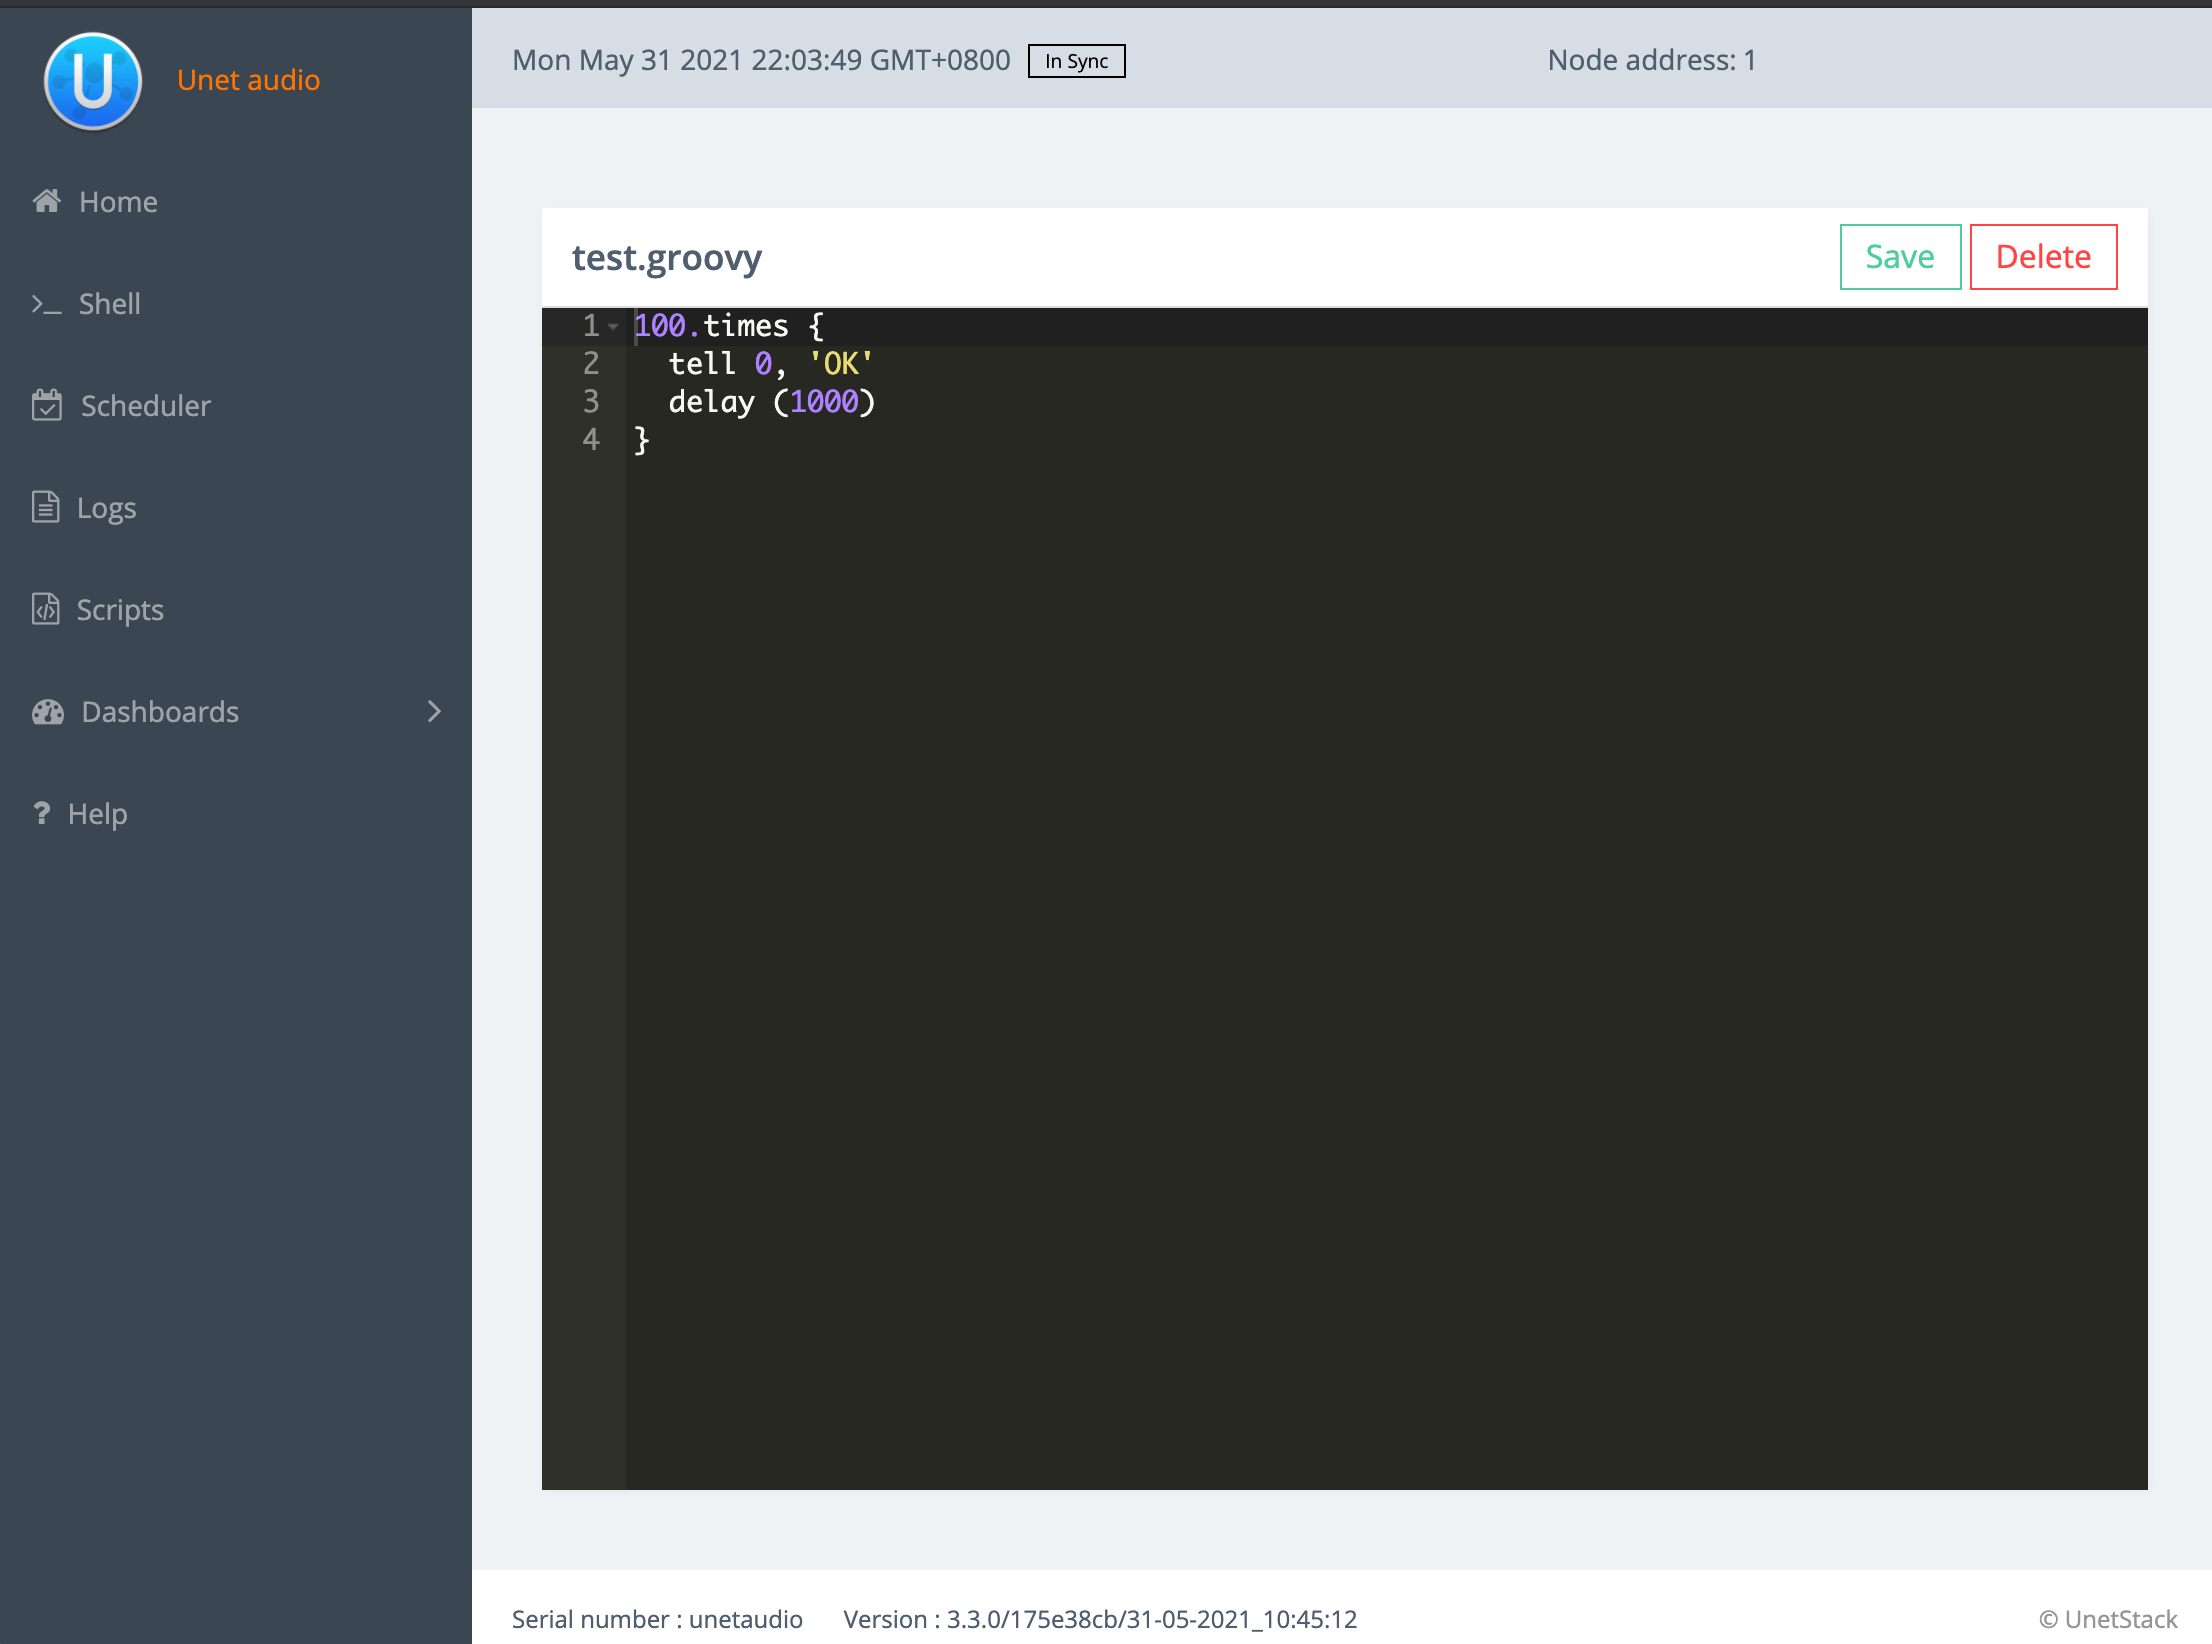 U Unet audio
Mon May 31 2021 22:03:49 GMT+0800 In Sync Node address: 1
Home
Shell
Scheduler
Logs
Scripts
Dashboards
? Help
test.groovy Save Delete
1 100.times {
2   tell 0, 'OK'
3   delay (1000)
4 }
Serial number : unetaudio Version : 3.3.0/175e38cb/31-05-2021_10:45:12 © UnetStack